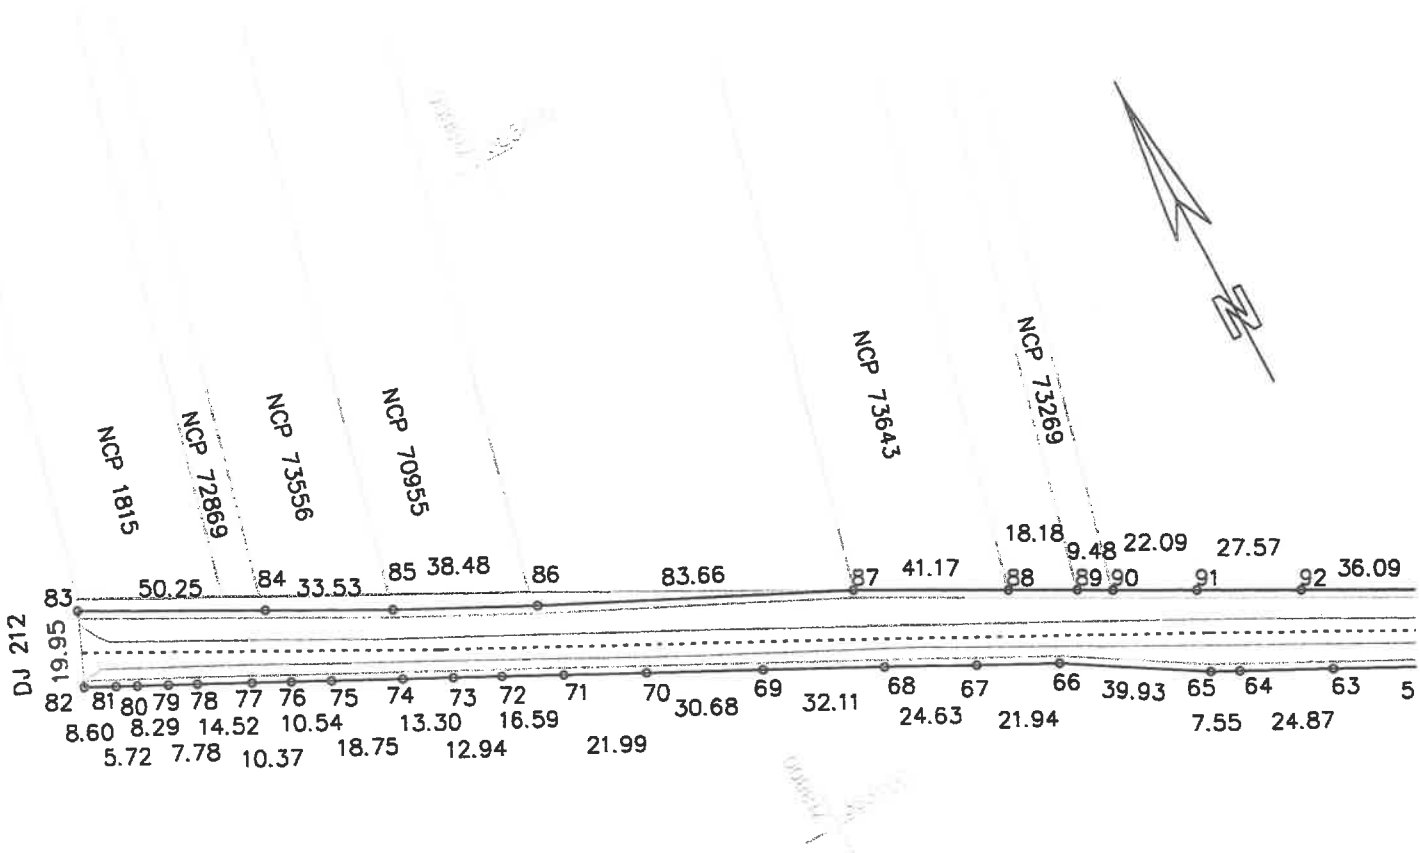 N
NCP 1815
NCP 72869
NCP 73556
NCP 70955
NCP 73643
NCP 73269
83 50.25 84 33.53 85 38.48 86 83.66 87 41.17 88 18.18 89 9.48 90 22.09 91 27.57 92 36.09
DJ 212
19.95
82 81 80 79 78 77 76 75 74 73 72 71 70 69 68 67 66 65 64 63 5
8.60 8.29 14.52 10.54 13.30 16.59 30.68 32.11 24.63 21.94 39.93 7.55 24.87
5.72 7.78 10.37 18.75 12.94 21.99